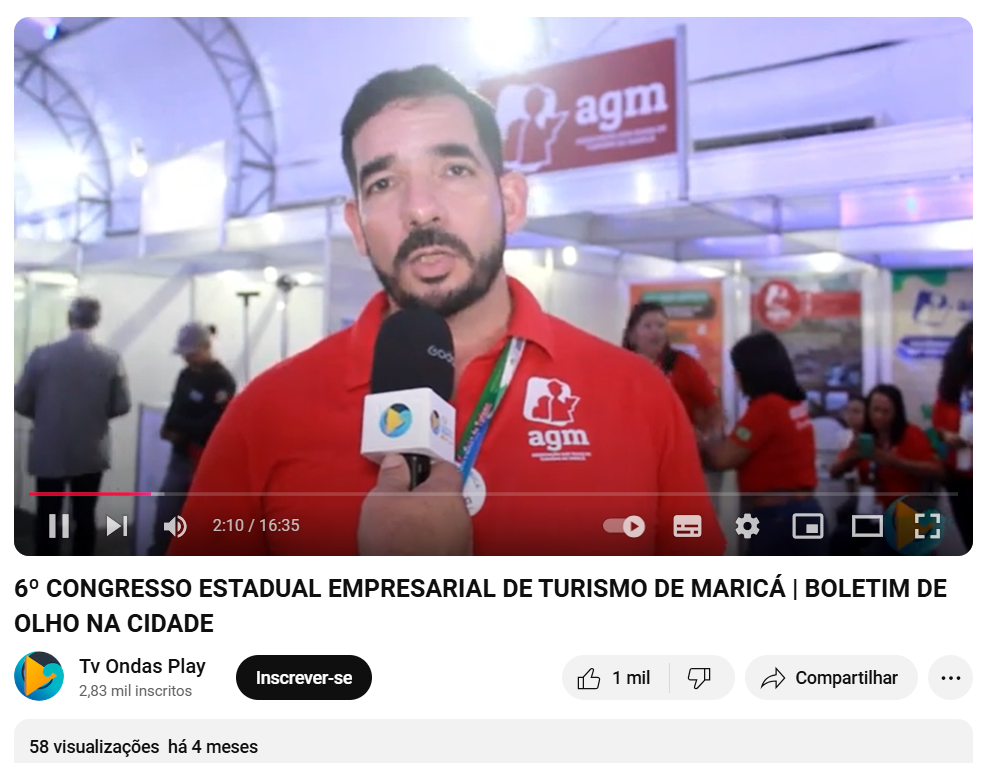 agm
agm
2:10 / 16:35
6º CONGRESSO ESTADUAL EMPRESARIAL DE TURISMO DE MARICÁ | BOLETIM DE
OLHO NA CIDADE
Tv Ondas Play
2,83 mil inscritos
Inscrever-se
1 mil
Compartilhar
58 visualizações há 4 meses